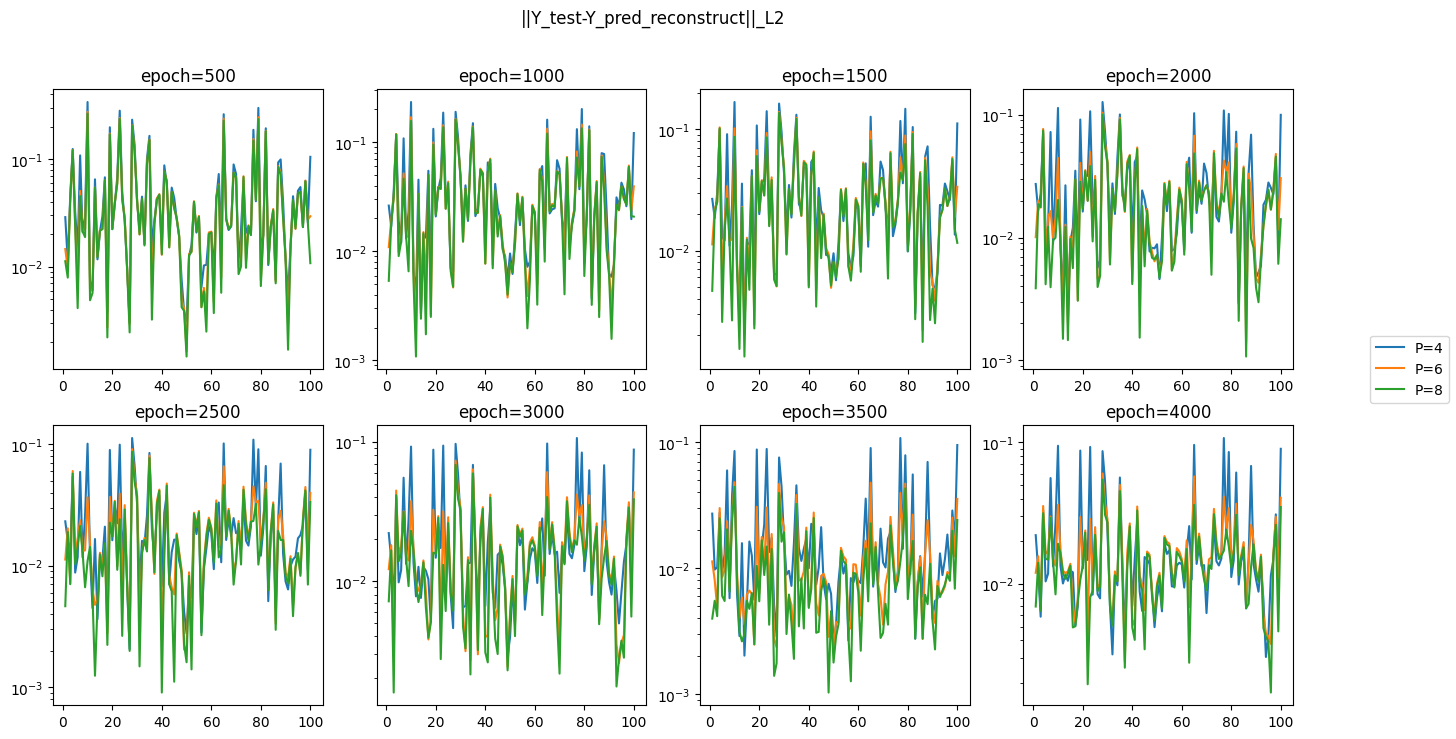 ||Y_test-Y_pred_reconstruct||_L2
epoch=500 epoch=1000 epoch=1500 epoch=2000
10⁻¹ 10⁻¹ 10⁻¹ 10⁻¹
10⁻² 10⁻² 10⁻² 10⁻²
10⁻³ 10⁻³
0 20 40 60 80 100 0 20 40 60 80 100 0 20 40 60 80 100 0 20 40 60 80 100
P=4
P=6
P=8
epoch=2500 epoch=3000 epoch=3500 epoch=4000
10⁻¹ 10⁻¹ 10⁻¹ 10⁻¹
10⁻² 10⁻² 10⁻² 10⁻²
10⁻³ 10⁻³
0 20 40 60 80 100 0 20 40 60 80 100 0 20 40 60 80 100 0 20 40 60 80 100